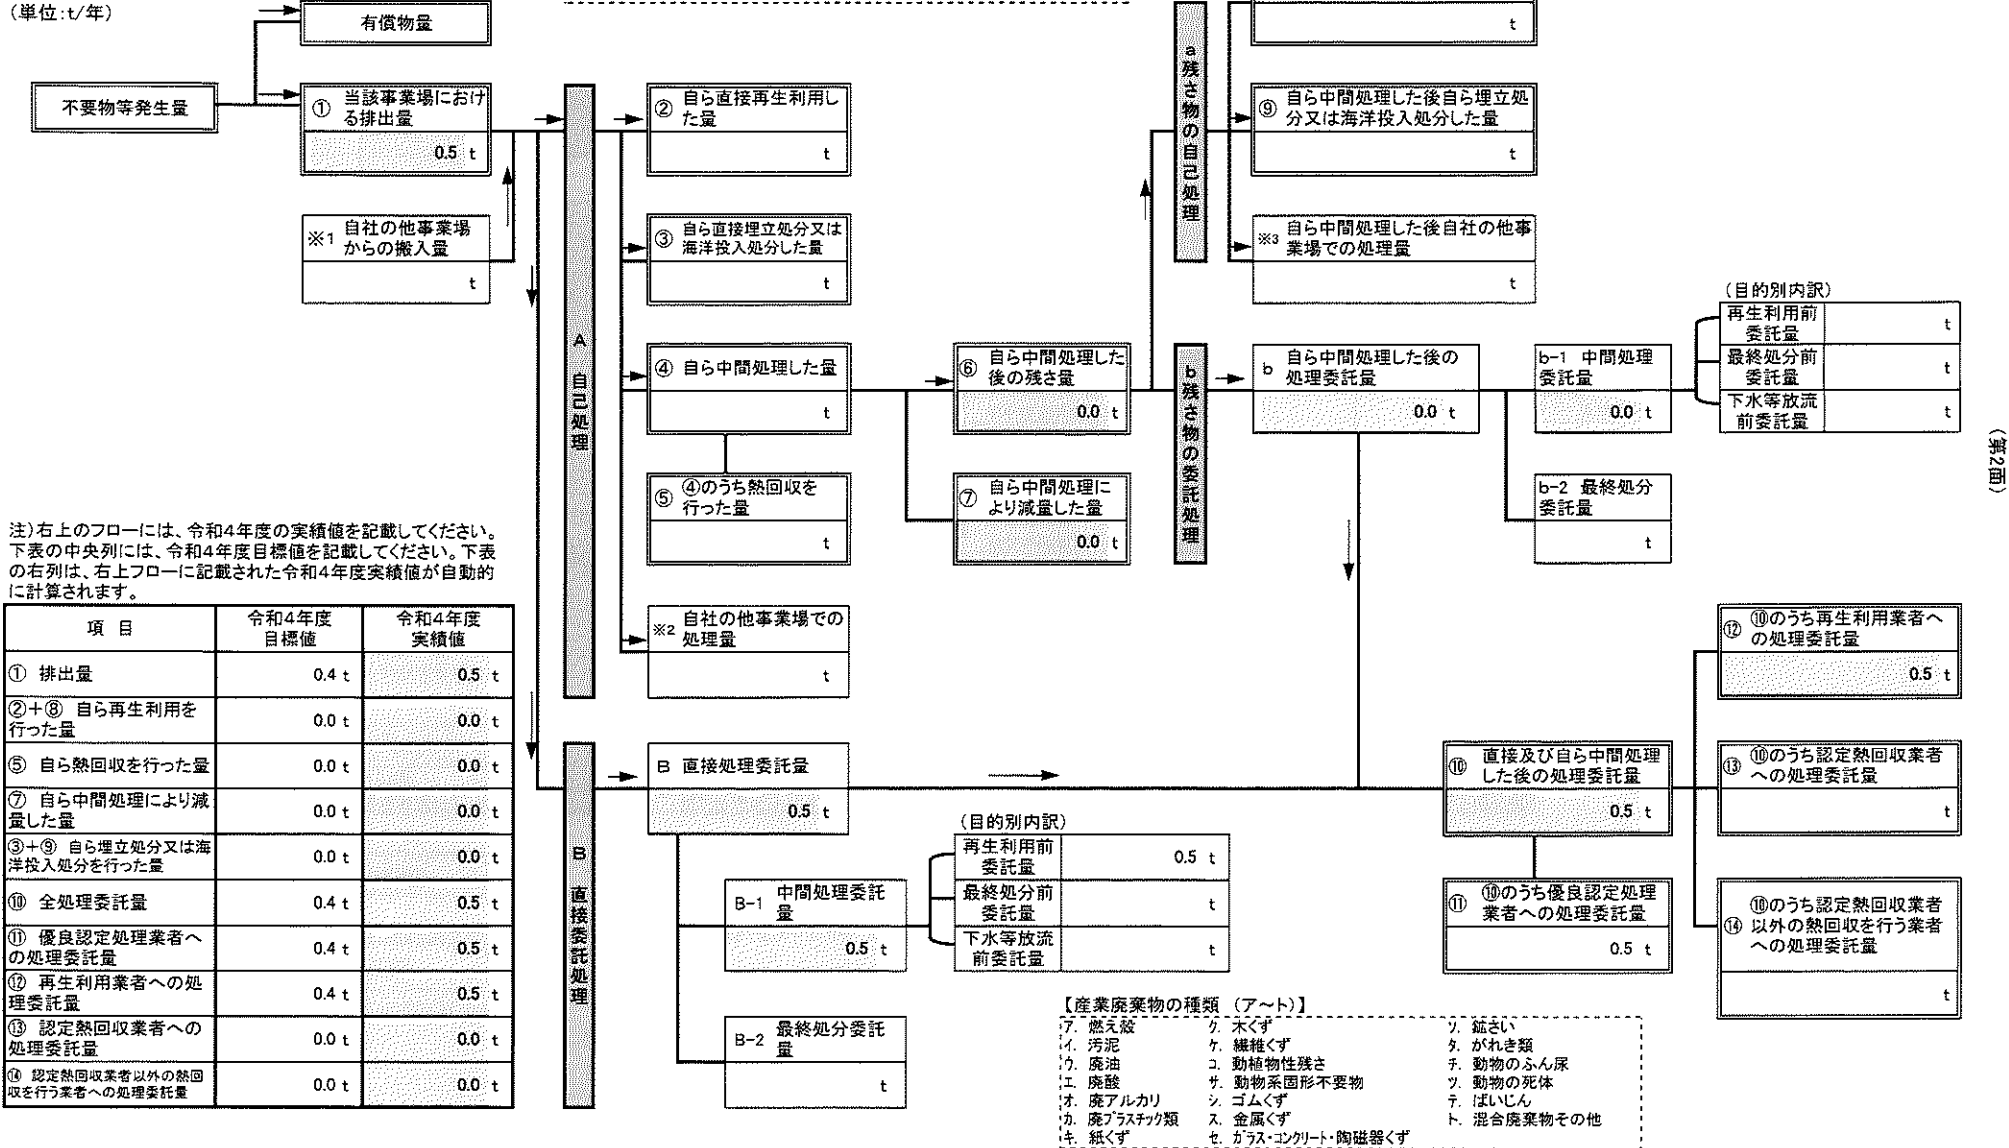 (単位:t/年)
有償物量
t
不要物等発生量
① 当該事業場におけ
る排出量
0.5 t
※1 自社の他事業場
からの搬入量
t
A 自己処理
② 自ら直接再生利用し
た量
t
③ 自ら直接埋立処分又は
海洋投入処分した量
t
④ 自ら中間処理した量
t
⑤ ④のうち熱回収を
行った量
t
※2 自社の他事業場での
処理量
t
⑥ 自ら中間処理した
後の残さ量
0.0 t
⑦ 自ら中間処理に
より減量した量
0.0 t
a 残さ物の自己処理
⑨ 自ら中間処理した後自ら埋立処
分又は海洋投入処分した量
t
※3 自ら中間処理した後自社の他事
業場での処理量
t
b 残さ物の委託処理
b 自ら中間処理した後の
処理委託量
0.0 t
b-1 中間処理
委託量
0.0 t
b-2 最終処分
委託量
t
(目的別内訳)
再生利用前
委託量
t
最終処分前
委託量
t
下水等放流
前委託量
t
(第2面)
注)右上のフローには、令和4年度の実績値を記載してください。
下表の中央列には、令和4年度目標値を記載してください。下表
の右列は、右上フローに記載された令和4年度実績値が自動的
に計算されます。
項 目
令和4年度
目標値
令和4年度
実績値
① 排出量
0.4 t 0.5 t
②+⑧ 自ら再生利用を
行った量
0.0 t 0.0 t
⑤ 自ら熱回収を行った量
0.0 t 0.0 t
⑦ 自ら中間処理により減
量した量
0.0 t 0.0 t
③+⑨ 自ら埋立処分又は海
洋投入処分を行った量
0.0 t 0.0 t
⑩ 全処理委託量
0.4 t 0.5 t
⑪ 優良認定処理業者へ
の処理委託量
0.4 t 0.5 t
⑫ 再生利用業者への処
理委託量
0.4 t 0.5 t
⑬ 認定熱回収業者への
処理委託量
0.0 t 0.0 t
⑭ 認定熱回収業者以外の熱回
収を行う業者への処理委託量
0.0 t 0.0 t
B 直接委託処理
B 直接処理委託量
0.5 t
B-1 中間処理委託
量
0.5 t
B-2 最終処分委託
量
t
(目的別内訳)
再生利用前
委託量
0.5 t
最終処分前
委託量
t
下水等放流
前委託量
t
⑩ 直接及び自ら中間処理
した後の処理委託量
0.5 t
⑪ ⑩のうち優良認定処理
業者への処理委託量
0.5 t
⑫ ⑩のうち再生利用業者へ
の処理委託量
0.5 t
⑬ ⑩のうち認定熱回収業者
への処理委託量
t
⑭ ⑩のうち認定熱回収業者
以外の熱回収を行う業者
への処理委託量
t
【産業廃棄物の種類 (ア~ト)】
ア. 燃え殻 ク. 木くず ソ. 鉱さい
イ. 汚泥 ケ. 繊維くず タ. がれき類
ウ. 廃油 コ. 動植物性残さ チ. 動物のふん尿
エ. 廃酸 サ. 動物系固形不要物 ツ. 動物の死体
オ. 廃アルカリ シ. ゴムくず テ. ばいじん
カ. 廃プラスチック類 ス. 金属くず ト. 混合廃棄物その他
キ. 紙くず セ. ガラス・コンクリート・陶磁器くず